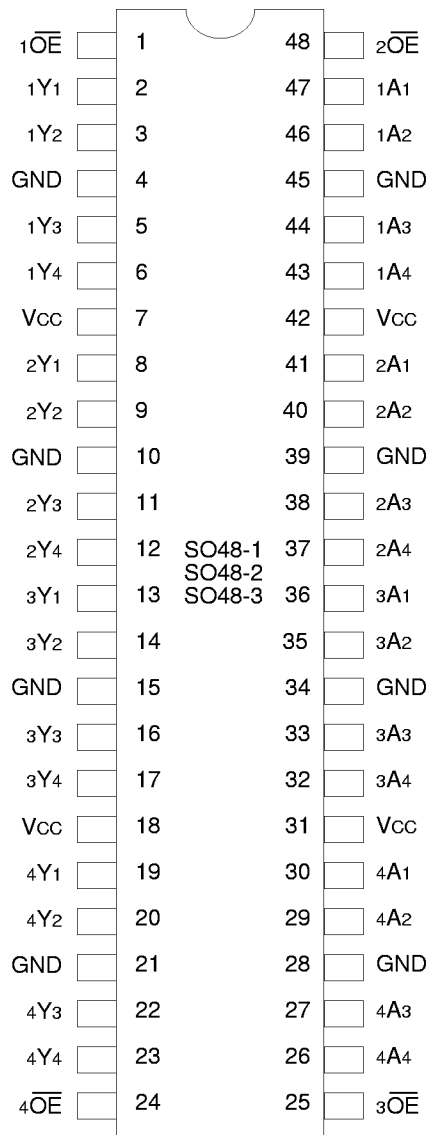 1O̅E̅ 1 48 2O̅E̅
1Y1 2 47 1A1
1Y2 3 46 1A2
GND 4 45 GND
1Y3 5 44 1A3
1Y4 6 43 1A4
VCC 7 42 VCC
2Y1 8 41 2A1
2Y2 9 40 2A2
GND 10 39 GND
2Y3 11 38 2A3
2Y4 12 SO48-1 37 2A4
SO48-2
3Y1 13 SO48-3 36 3A1
3Y2 14 35 3A2
GND 15 34 GND
3Y3 16 33 3A3
3Y4 17 32 3A4
VCC 18 31 VCC
4Y1 19 30 4A1
4Y2 20 29 4A2
GND 21 28 GND
4Y3 22 27 4A3
4Y4 23 26 4A4
4O̅E̅ 24 25 3O̅E̅